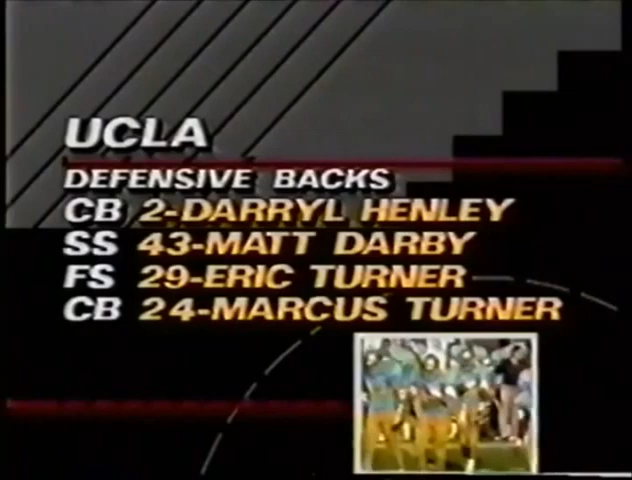 UCLA
DEFENSIVE BACKS
CB 2-DARRYL HENLEY
SS 43-MATT DARBY
FS 29-ERIC TURNER
CB 24-MARCUS TURNER